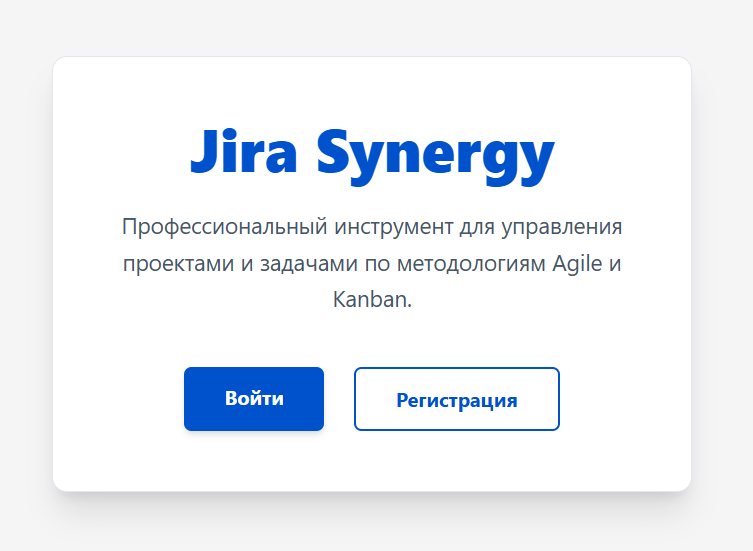 Jira Synergy
Профессиональный инструмент для управления
проектами и задачами по методологиям Agile и
Kanban.
Войти
Регистрация